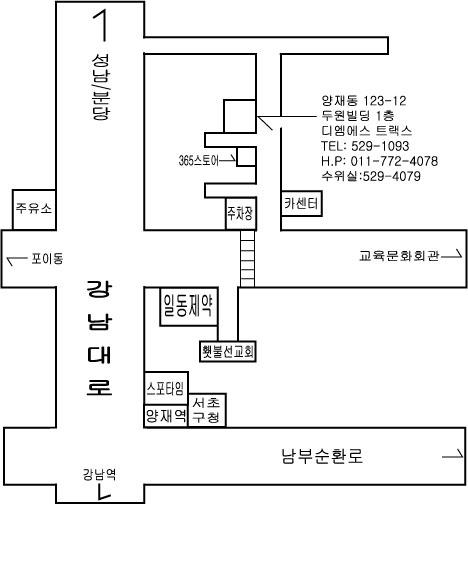 성남/분당
양재동 123-12
두원빌딩 1층
디엠에스 트랙스
TEL: 529-1093
H.P: 011-772-4078
수위실:529-4079
365스토어
주유소
주차장
카센터
포이동
교육문화회관
강남대로
일동제약
횃불선교회
스포타임
양재역
서초
구청
남부순환로
강남역